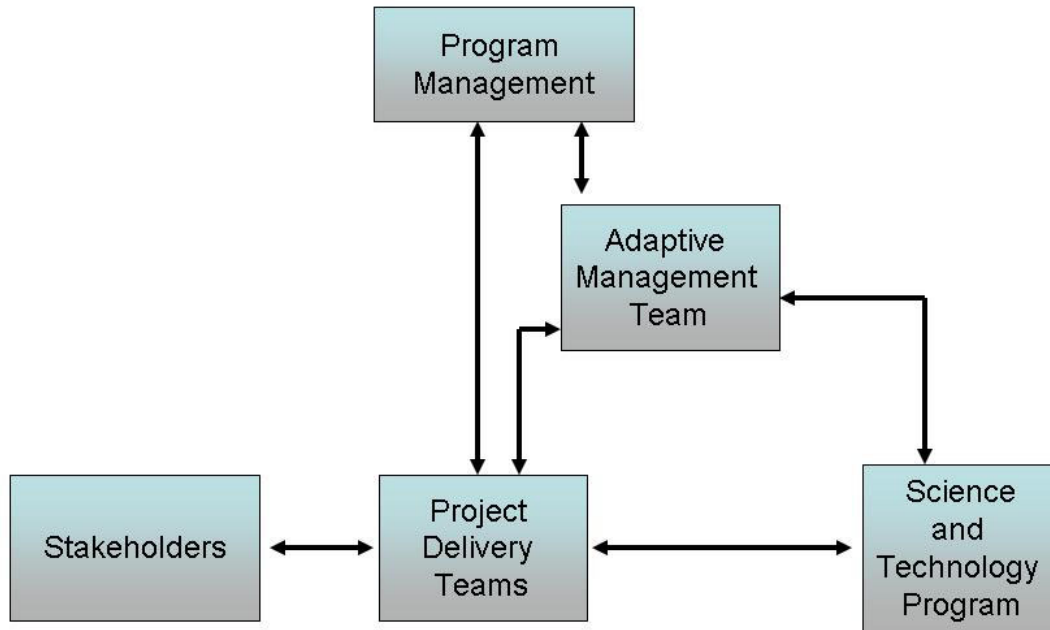 Program
Management
Adaptive
Management
Team
Stakeholders
Project
Delivery
Teams
Science
and
Technology
Program